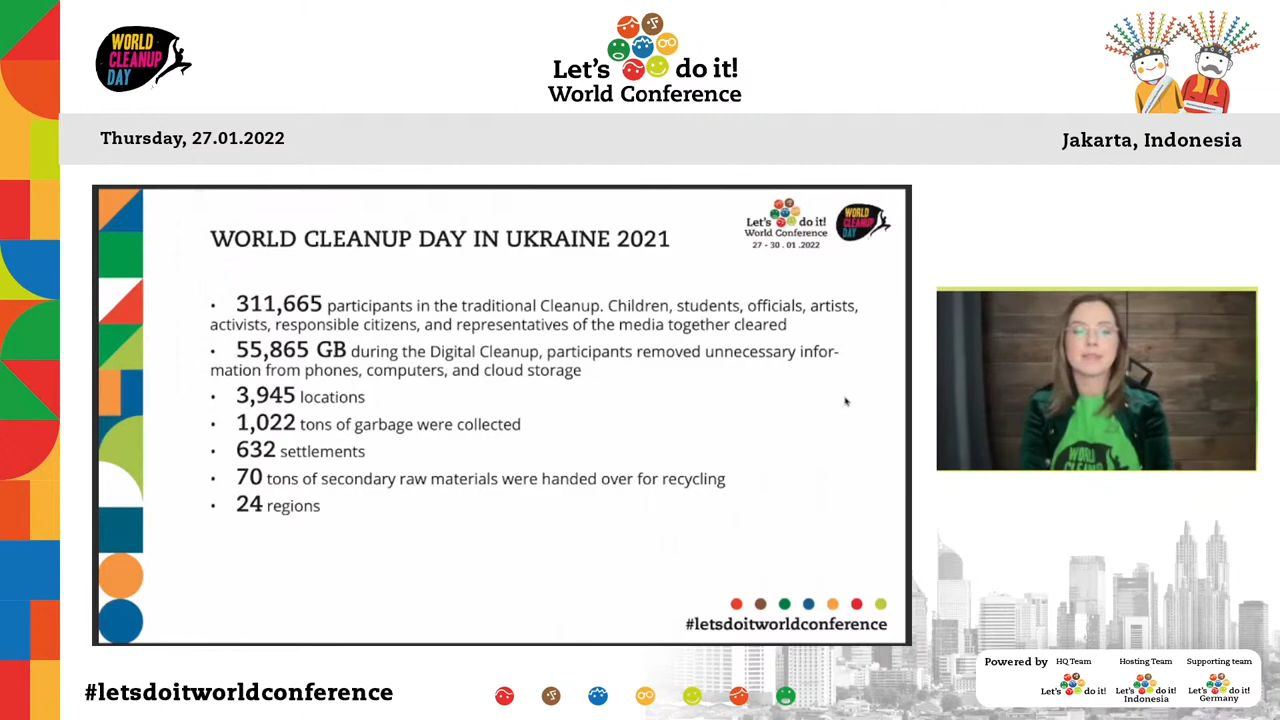 WORLD
CLEANUP
DAY
Let's do it!
World Conference
Thursday, 27.01.2022
Jakarta, Indonesia
WORLD CLEANUP DAY IN UKRAINE 2021
Let's do it!
World Conference
27 - 30 . 01 .2022
WORLD
CLEANUP
DAY
• 311,665 participants in the traditional Cleanup. Children, students, officials, artists,
activists, responsible citizens, and representatives of the media together cleared
• 55,865 GB during the Digital Cleanup, participants removed unnecessary infor-
mation from phones, computers, and cloud storage
• 3,945 locations
• 1,022 tons of garbage were collected
• 632 settlements
• 70 tons of secondary raw materials were handed over for recycling
• 24 regions
#letsdoitworldconference
WORLD
CLEANUP
#letsdoitworldconference
Powered by
HQ Team
Let's do it!
Hosting Team
Let's do it!
Indonesia
Supporting team
Let's do it!
Germany